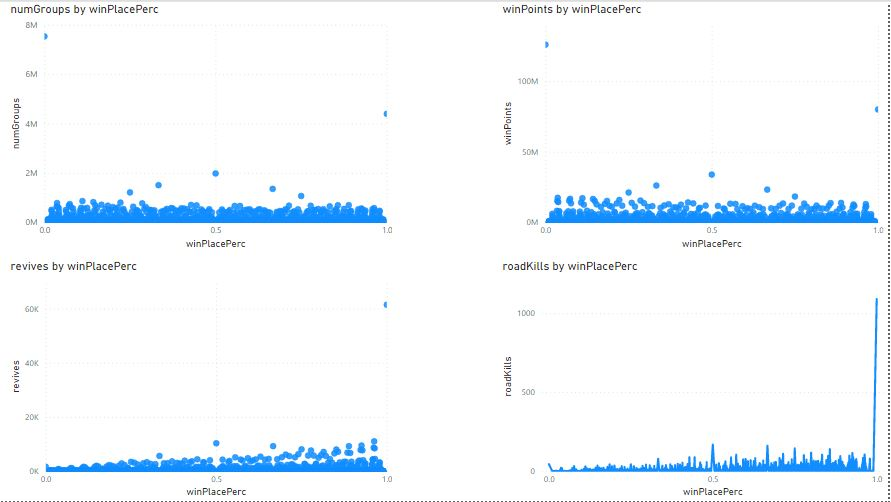 numGroups by winPlacePerc
8M
6M
4M
2M
0M
numGroups
0.0 0.5 1.0
winPlacePerc
winPoints by winPlacePerc
100M
50M
0M
winPoints
0.0 0.5 1.0
winPlacePerc
revives by winPlacePerc
60K
40K
20K
0K
revives
0.0 0.5 1.0
winPlacePerc
roadKills by winPlacePerc
1000
500
0
roadKills
0.0 0.5 1.0
winPlacePerc